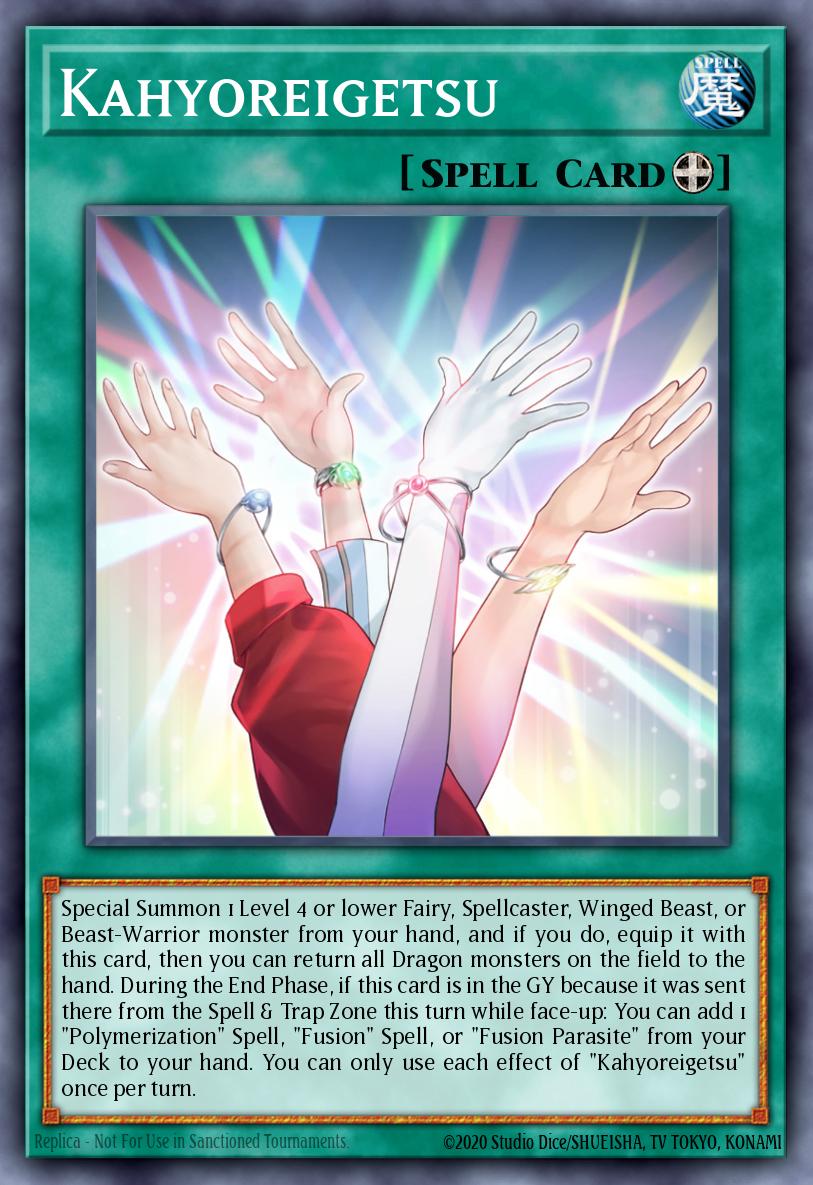 Kahyoreigetsu
SPELL
魔
[Spell Card]
Special Summon 1 Level 4 or lower Fairy, Spellcaster, Winged Beast, or
Beast-Warrior monster from your hand, and if you do, equip it with
this card, then you can return all Dragon monsters on the field to the
hand. During the End Phase, if this card is in the GY because it was sent
there from the Spell & Trap Zone this turn while face-up: You can add 1
"Polymerization" Spell, "Fusion" Spell, or "Fusion Parasite" from your
Deck to your hand. You can only use each effect of "Kahyoreigetsu"
once per turn.
Replica - Not For Use in Sanctioned Tournaments.
©2020 Studio Dice/SHUEISHA, TV TOKYO, KONAMI